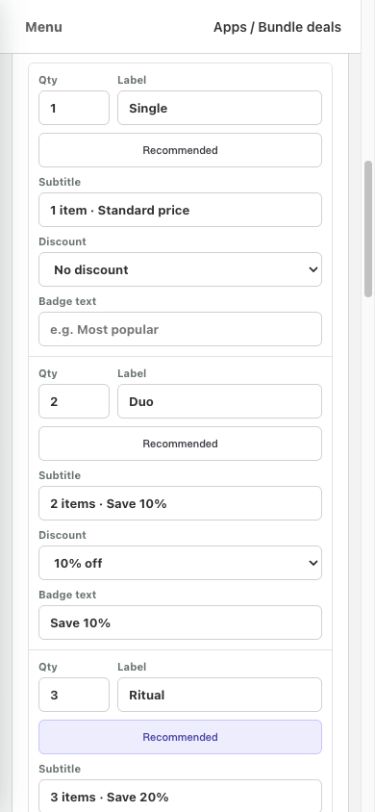 Menu Apps / Bundle deals
Qty Label
1 Single
Recommended
Subtitle
1 item · Standard price
Discount
No discount
Badge text
e.g. Most popular
Qty Label
2 Duo
Recommended
Subtitle
2 items · Save 10%
Discount
10% off
Badge text
Save 10%
Qty Label
3 Ritual
Recommended
Subtitle
3 items · Save 20%